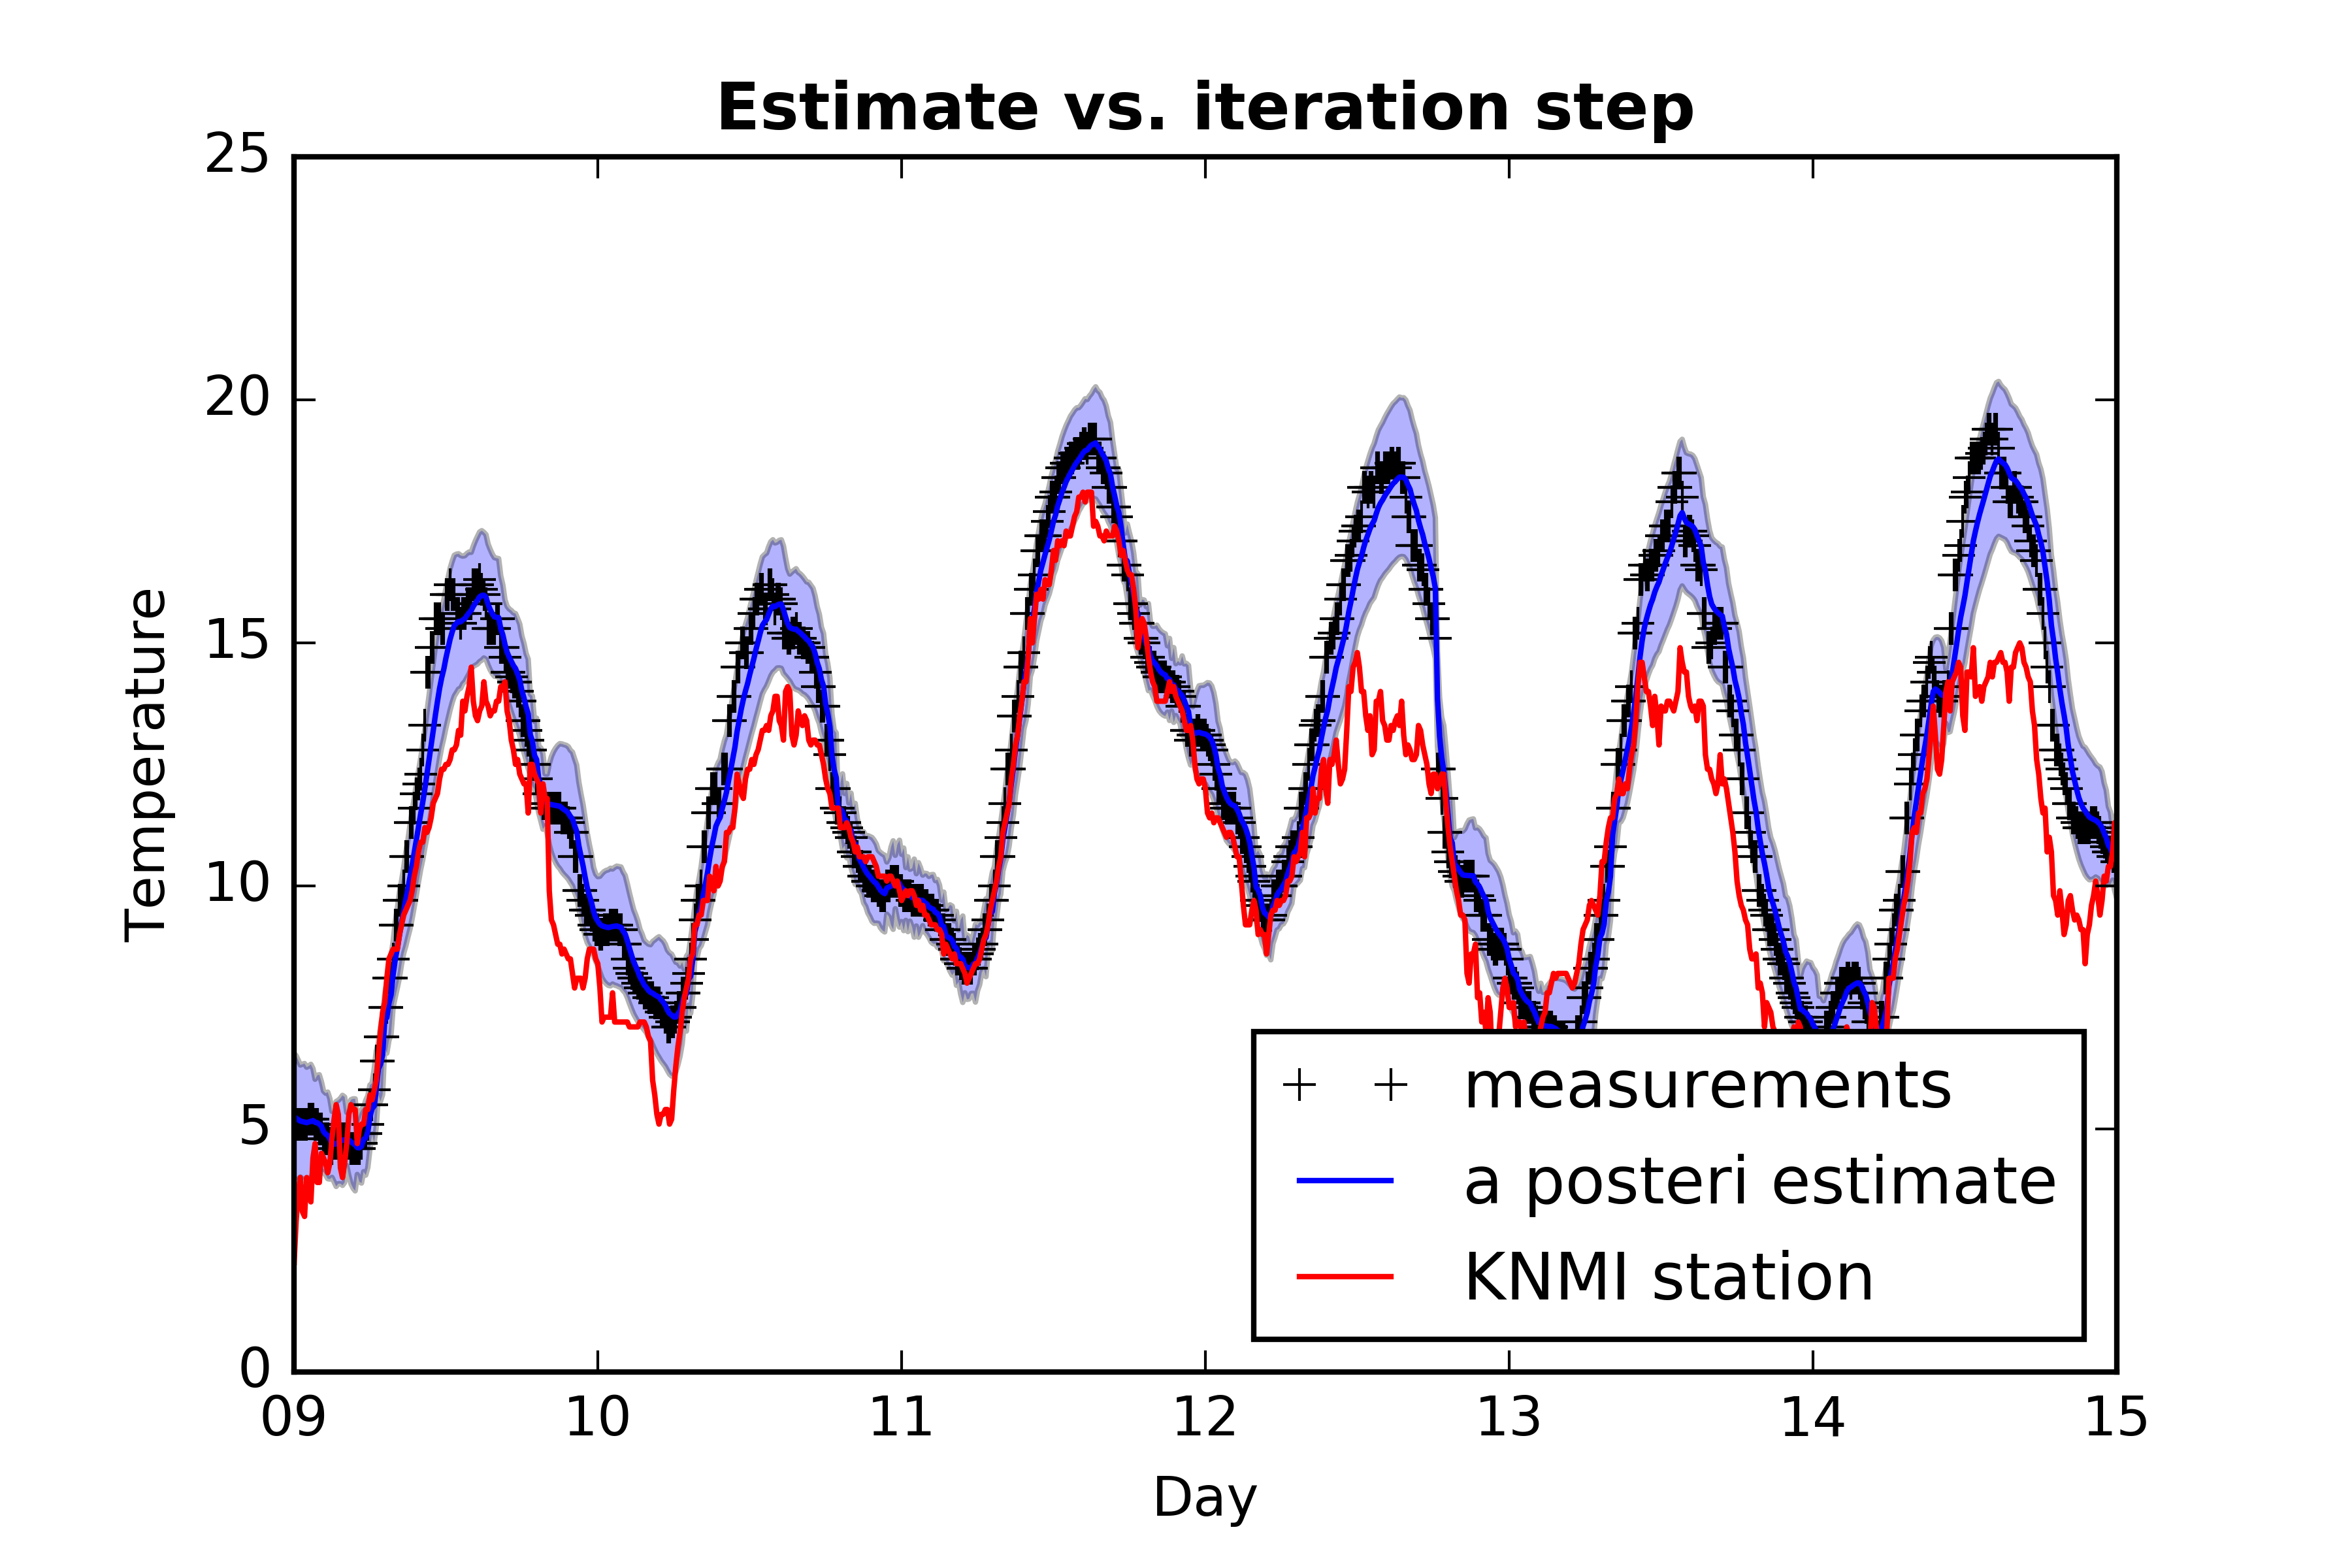 Estimate vs. iteration step
25
20
15
10
5
0
Temperature
09 10 11 12 13 14 15
Day
measurements
a posteri estimate
KNMI station